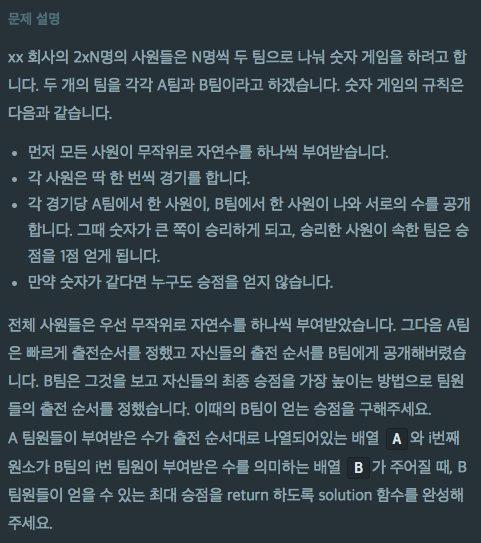 문제 설명
xx 회사의 2xN명의 사원들은 N명씩 두 팀으로 나눠 숫자 게임을 하려고 합
니다. 두 개의 팀을 각각 A팀과 B팀이라고 하겠습니다. 숫자 게임의 규칙은
다음과 같습니다.
• 먼저 모든 사원이 무작위로 자연수를 하나씩 부여받습니다.
• 각 사원은 딱 한 번씩 경기를 합니다.
• 각 경기당 A팀에서 한 사원이, B팀에서 한 사원이 나와 서로의 수를 공개
합니다. 그때 숫자가 큰 쪽이 승리하게 되고, 승리한 사원이 속한 팀은 승
점을 1점 얻게 됩니다.
• 만약 숫자가 같다면 누구도 승점을 얻지 않습니다.
전체 사원들은 우선 무작위로 자연수를 하나씩 부여받았습니다. 그다음 A팀
은 빠르게 출전순서를 정했고 자신들의 출전 순서를 B팀에게 공개해버렸습
니다. B팀은 그것을 보고 자신들의 최종 승점을 가장 높이는 방법으로 팀원
들의 출전 순서를 정했습니다. 이때의 B팀이 얻는 승점을 구해주세요.
A 팀원들이 부여받은 수가 출전 순서대로 나열되어있는 배열 A 와 i번째
원소가 B팀의 i번 팀원이 부여받은 수를 의미하는 배열 B 가 주어질 때, B
팀원들이 얻을 수 있는 최대 승점을 return 하도록 solution 함수를 완성해
주세요.